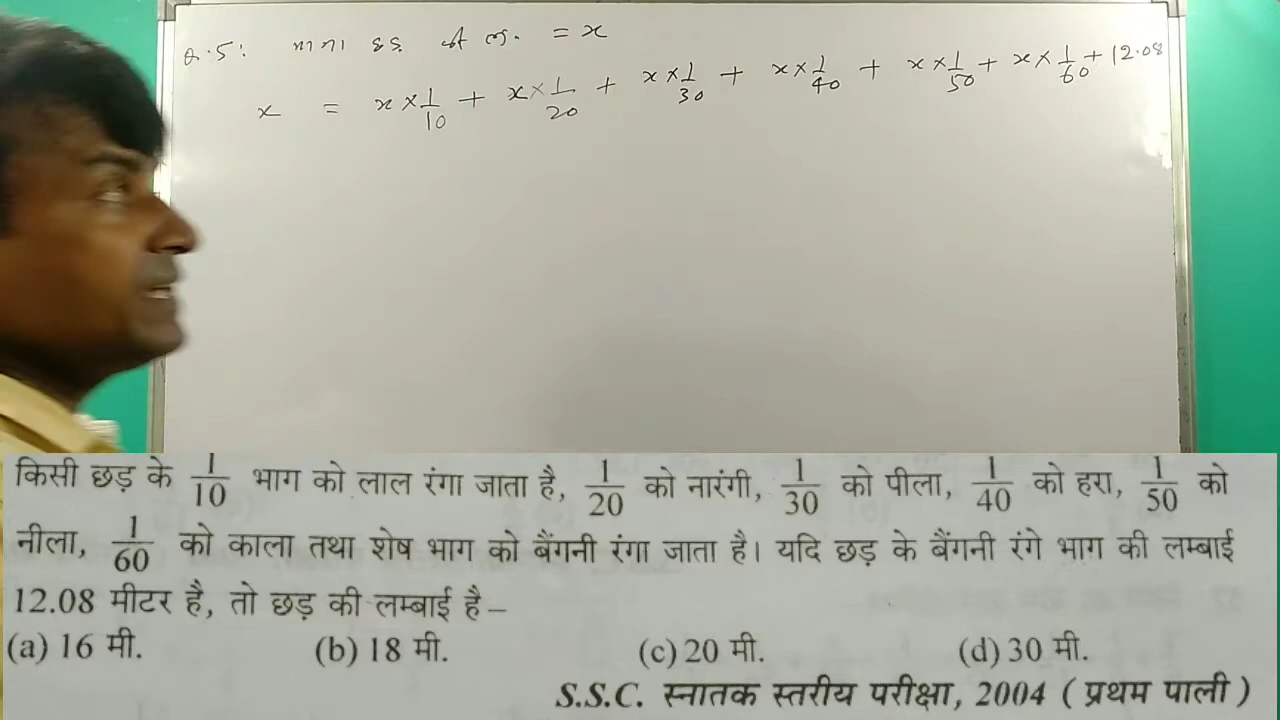 Q.5: माना छड़ की ल. = x
x = x × 1/10 + x × 1/20 + x × 1/30 + x × 1/40 + x × 1/50 + x × 1/60 + 12.08
किसी छड़ के 1/10 भाग को लाल रंगा जाता है, 1/20 को नारंगी, 1/30 को पीला, 1/40 को हरा, 1/50 को
नीला, 1/60 को काला तथा शेष भाग को बैंगनी रंगा जाता है। यदि छड़ के बैंगनी रंगे भाग की लम्बाई
12.08 मीटर है, तो छड़ की लम्बाई है–
(a) 16 मी. (b) 18 मी. (c) 20 मी. (d) 30 मी.
S.S.C. स्नातक स्तरीय परीक्षा, 2004 ( प्रथम पाली )